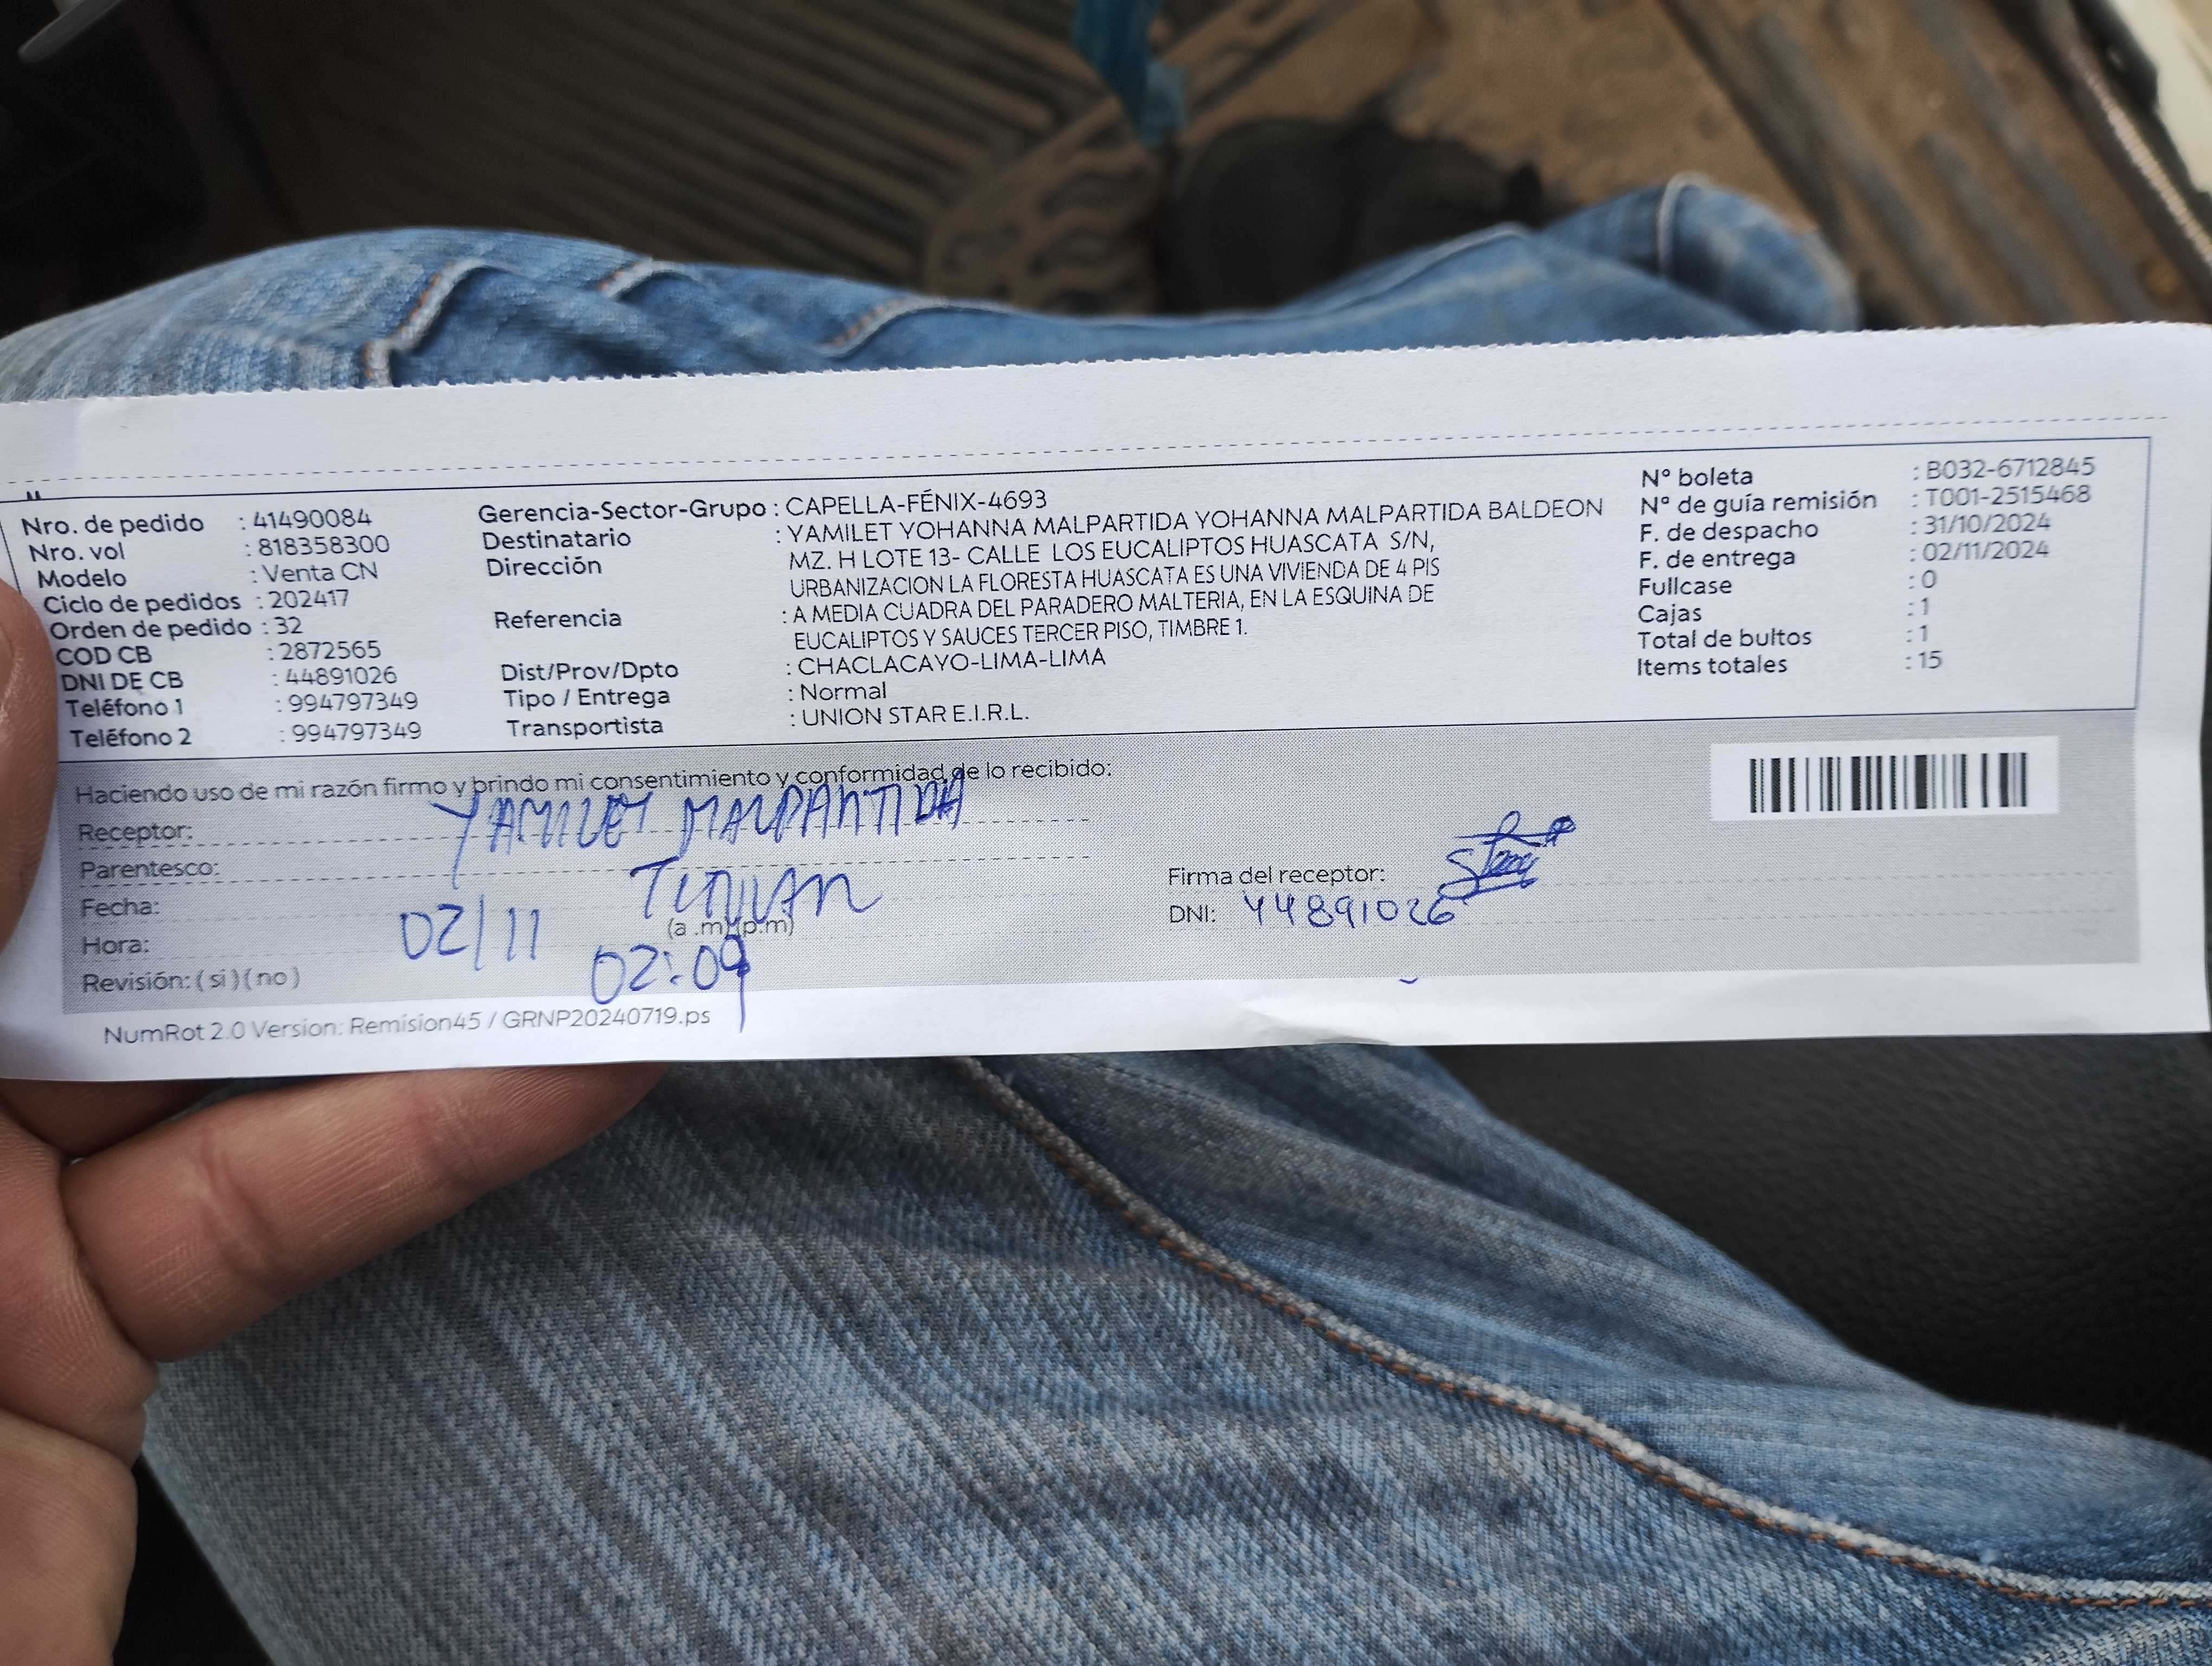 Nro. de pedido : 41490084
Nro. vol : 818358300
Modelo : Venta CN
Ciclo de pedidos : 202417
Orden de pedido : 32
COD CB : 2872565
DNI DE CB : 44891026
Teléfono 1 : 994797349
Teléfono 2 : 994797349
Gerencia-Sector-Grupo : CAPELLA-FÉNIX-4693
Destinatario : YAMILET YOHANNA MALPARTIDA YOHANNA MALPARTIDA BALDEON
Dirección MZ. H LOTE 13- CALLE LOS EUCALIPTOS HUASCATA S/N,
URBANIZACION LA FLORESTA HUASCATA ES UNA VIVIENDA DE 4 PIS
Referencia : A MEDIA CUADRA DEL PARADERO MALTERIA, EN LA ESQUINA DE
EUCALIPTOS Y SAUCES TERCER PISO, TIMBRE 1.
Dist/Prov/Dpto : CHACLACAYO-LIMA-LIMA
Tipo / Entrega : Normal
Transportista : UNION STAR E.I.R.L.
N° boleta : B032-6712845
N° de guía remisión : T001-2515468
F. de despacho : 31/10/2024
F. de entrega : 02/11/2024
Fullcase : 0
Cajas : 1
Total de bultos : 1
Items totales : 15
Haciendo uso de mi razón firmo y brindo mi consentimiento y conformidad de lo recibido:
Receptor: YAMILET MALPARTIDA
Parentesco:
Fecha: 02/11
Hora: (a .m) (p.m) 02:09
Revisión: ( si ) ( no )
Firma del receptor:
DNI: 44891026
NumRot 2.0 Version: Remision45 / GRNP20240719.ps